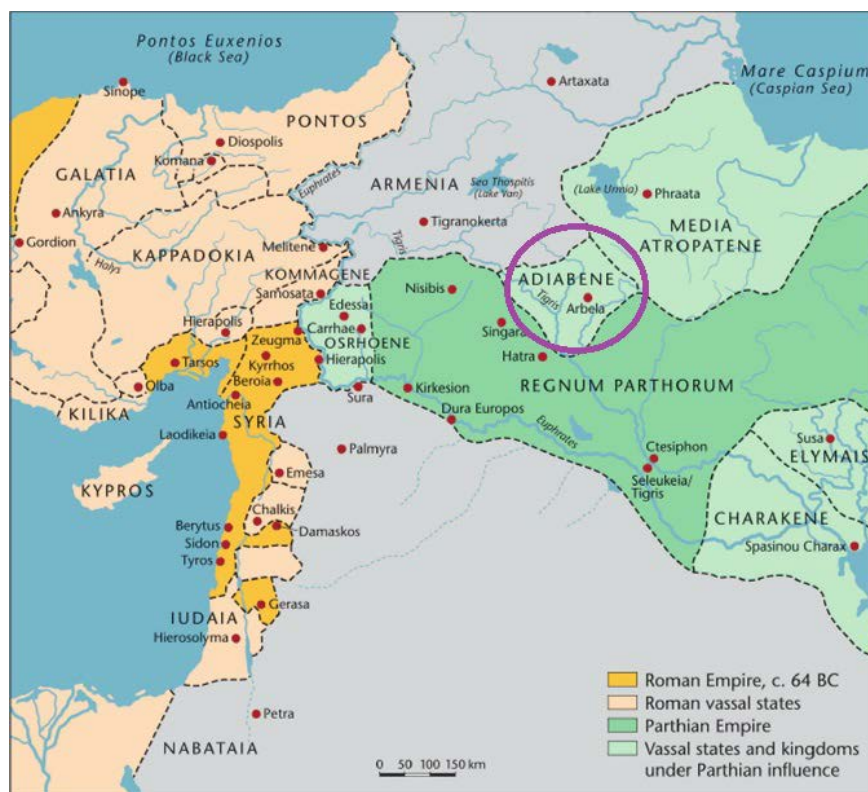 Pontos Euxenios
(Black Sea)
Mare Caspium
(Caspian Sea)
Sinope
Artaxata
PONTOS
Diospolis
Komana
GALATIA
Euphrates
ARMENIA
Sea Thospitis
(Lake Van)
(Lake Urmia)
Phraata
Ankyra
Tigranokerta
MEDIA
ATROPATENE
Gordion
KAPPADOKIA
Melitene
Tigris
Halys
KOMMAGENE
ADIABENE
Samosata
Nisibis
Tigris
Arbela
Edessa
Hierapolis
Carrhae
Singara
Zeugma
OSRHOENE
Tarsos
Kyrrhos
Hierapolis
Hatra
Olba
Beroia
Kirkesion
REGNUM PARTHORUM
KILIKA
Antiocheia
Sura
Dura Europos
SYRIA
Euphrates
Laodikeia
Palmyra
Ctesiphon
Susa
ELYMAIS
KYPROS
Emesa
Seleukeia/
Tigris
Chalkis
CHARAKENE
Berytus
Damaskos
Sidon
Spasinou Charax
Tyros
Gerasa
IUDAIA
Hierosolyma
Petra
NABATAIA
0 50 100 150 km
Roman Empire, c. 64 BC
Roman vassal states
Parthian Empire
Vassal states and kingdoms
under Parthian influence